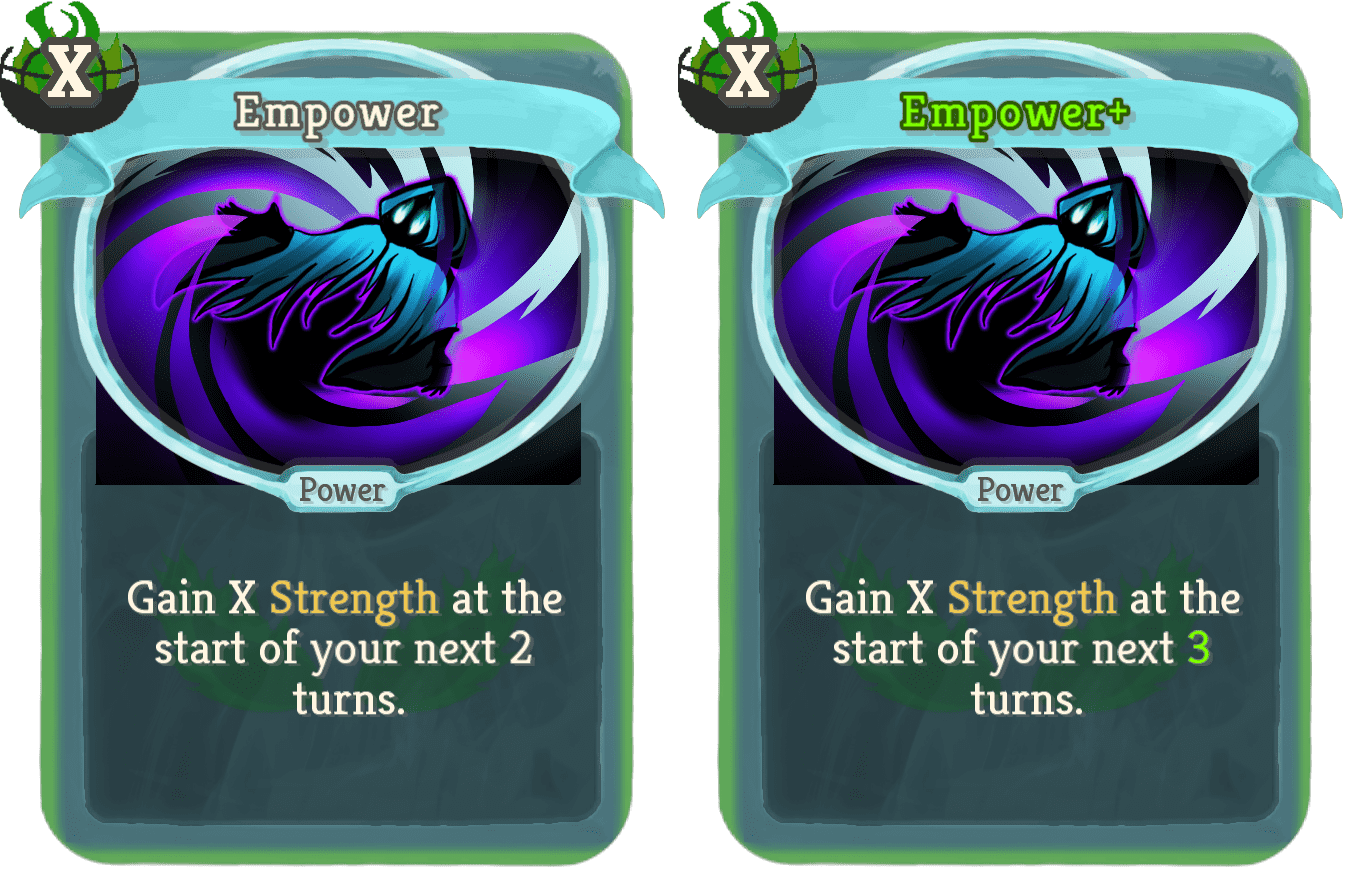 X
Empower
Power
Gain X Strength at the
start of your next 2
turns.
X
Empower+
Power
Gain X Strength at the
start of your next 3
turns.